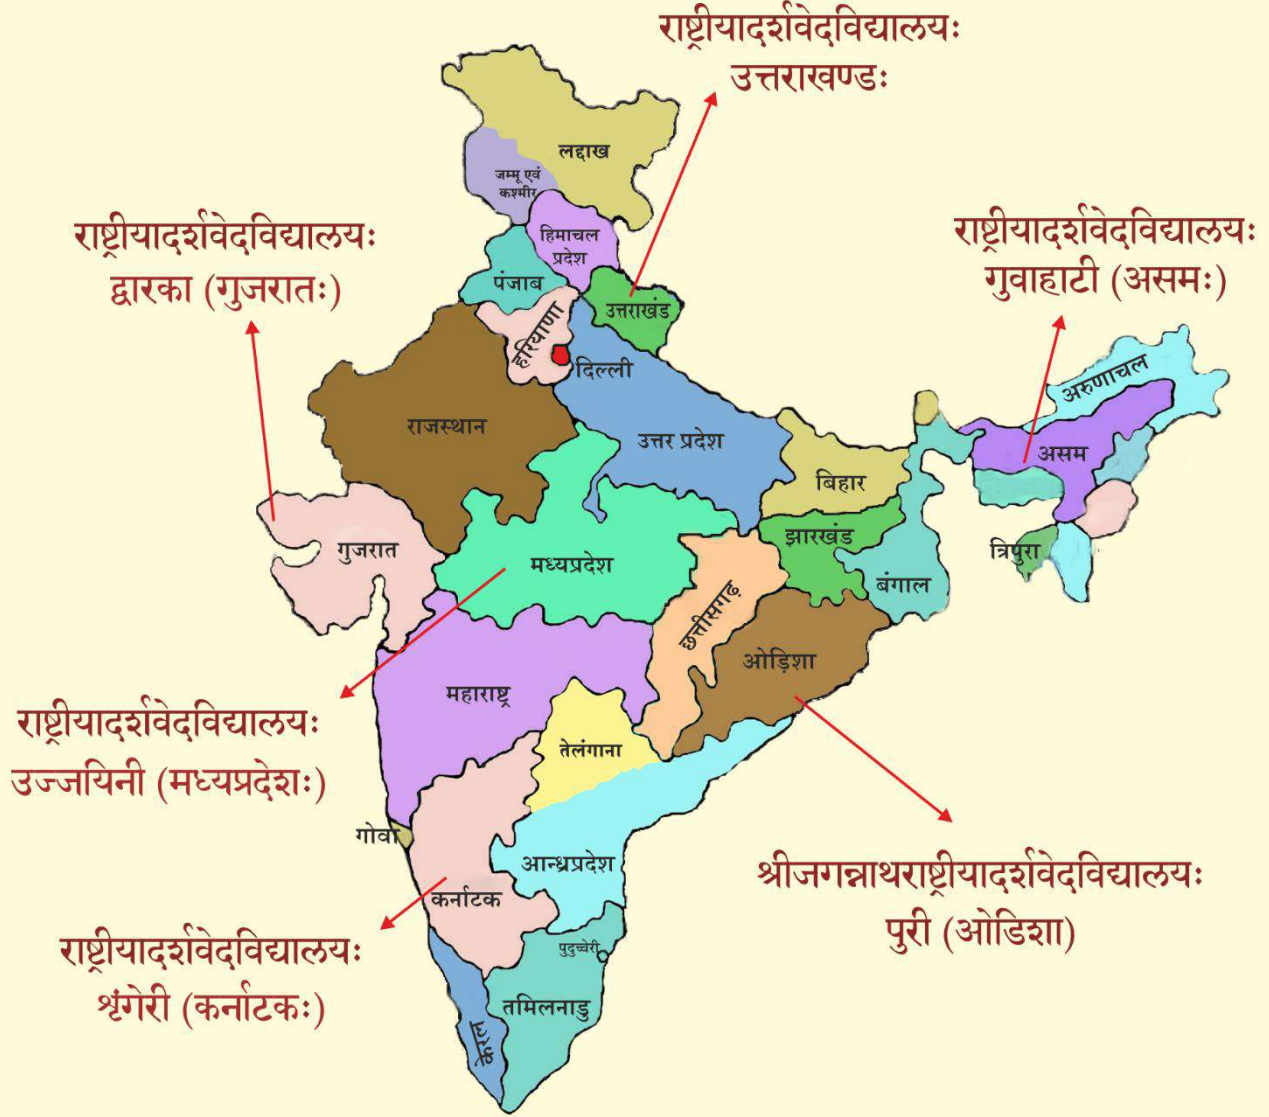 राष्ट्रीयादर्शवेदविद्यालयः
उत्तराखण्डः
लद्दाख
जम्मू एवं
कश्मीर
राष्ट्रीयादर्शवेदविद्यालयः
द्वारका (गुजरातः)
हिमाचल
प्रदेश
राष्ट्रीयादर्शवेदविद्यालयः
गुवाहाटी (असमः)
पंजाब
उत्तराखंड
हरियाणा
दिल्ली
अरुणाचल
राजस्थान
उत्तर प्रदेश
असम
बिहार
गुजरात
मध्यप्रदेश
झारखंड
त्रिपुरा
बंगाल
छत्तीसगढ़
ओड़िशा
महाराष्ट्र
राष्ट्रीयादर्शवेदविद्यालयः
उज्जयिनी (मध्यप्रदेशः)
तेलंगाना
गोवा
आन्ध्रप्रदेश
श्रीजगन्नाथराष्ट्रीयादर्शवेदविद्यालयः
पुरी (ओडिशा)
कर्नाटक
राष्ट्रीयादर्शवेदविद्यालयः
शृंगेरी (कर्नाटकः)
पुदुच्चेरी
तमिलनाडु
केरल